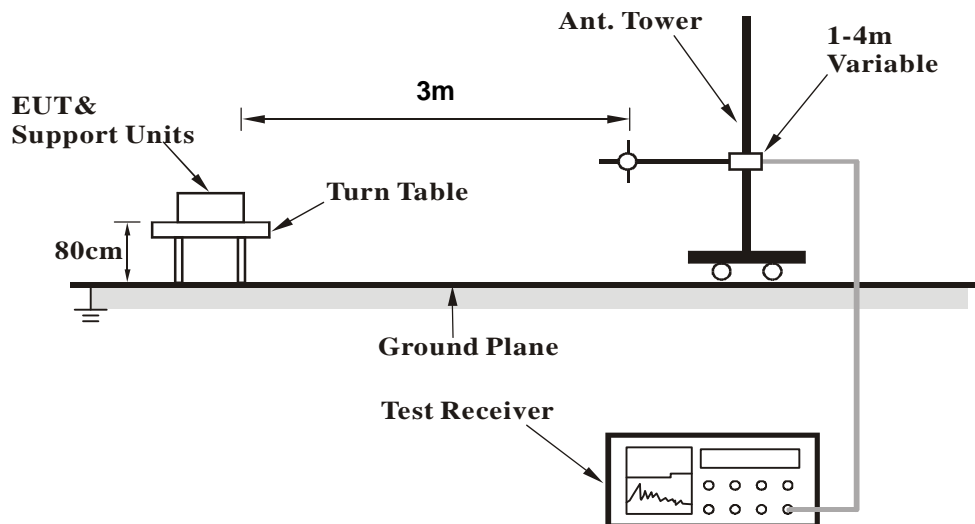 Ant. Tower
1-4m
Variable
3m
EUT&
Support Units
Turn Table
80cm
Ground Plane
Test Receiver